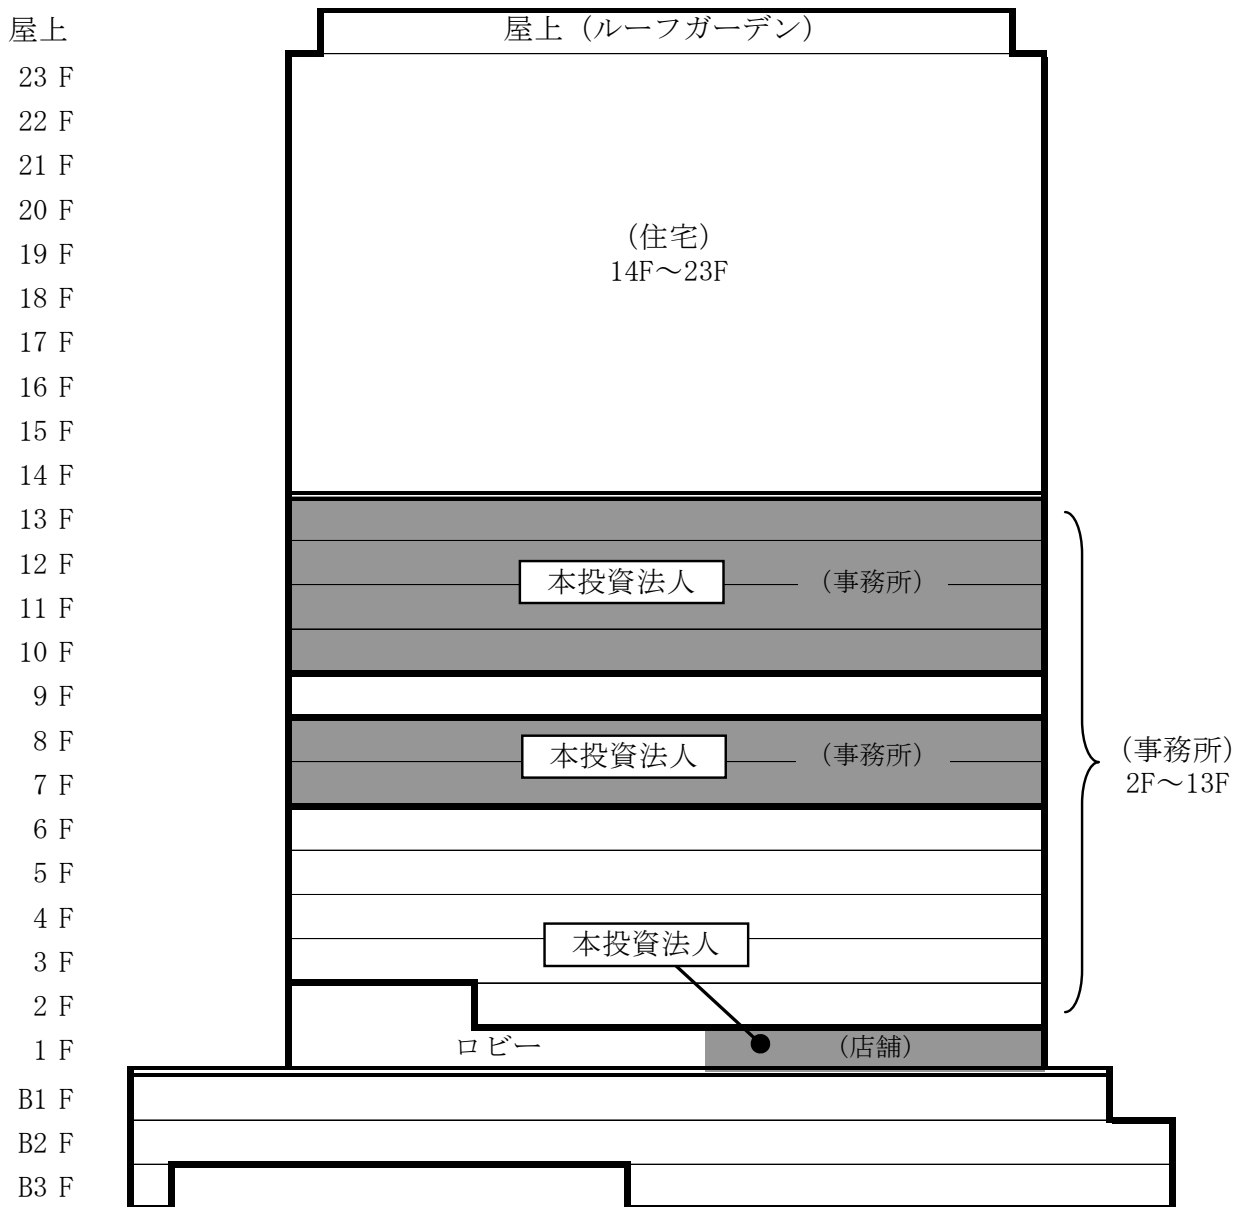 屋上
屋上（ルーフガーデン）
23 F
22 F
21 F
20 F
19 F
(住宅)
14F～23F
18 F
17 F
16 F
15 F
14 F
13 F
12 F
本投資法人
(事務所)
11 F
10 F
9 F
8 F
本投資法人
(事務所)
(事務所)
2F～13F
7 F
6 F
5 F
4 F
本投資法人
3 F
2 F
1 F
ロビー
(店舗)
B1 F
B2 F
B3 F